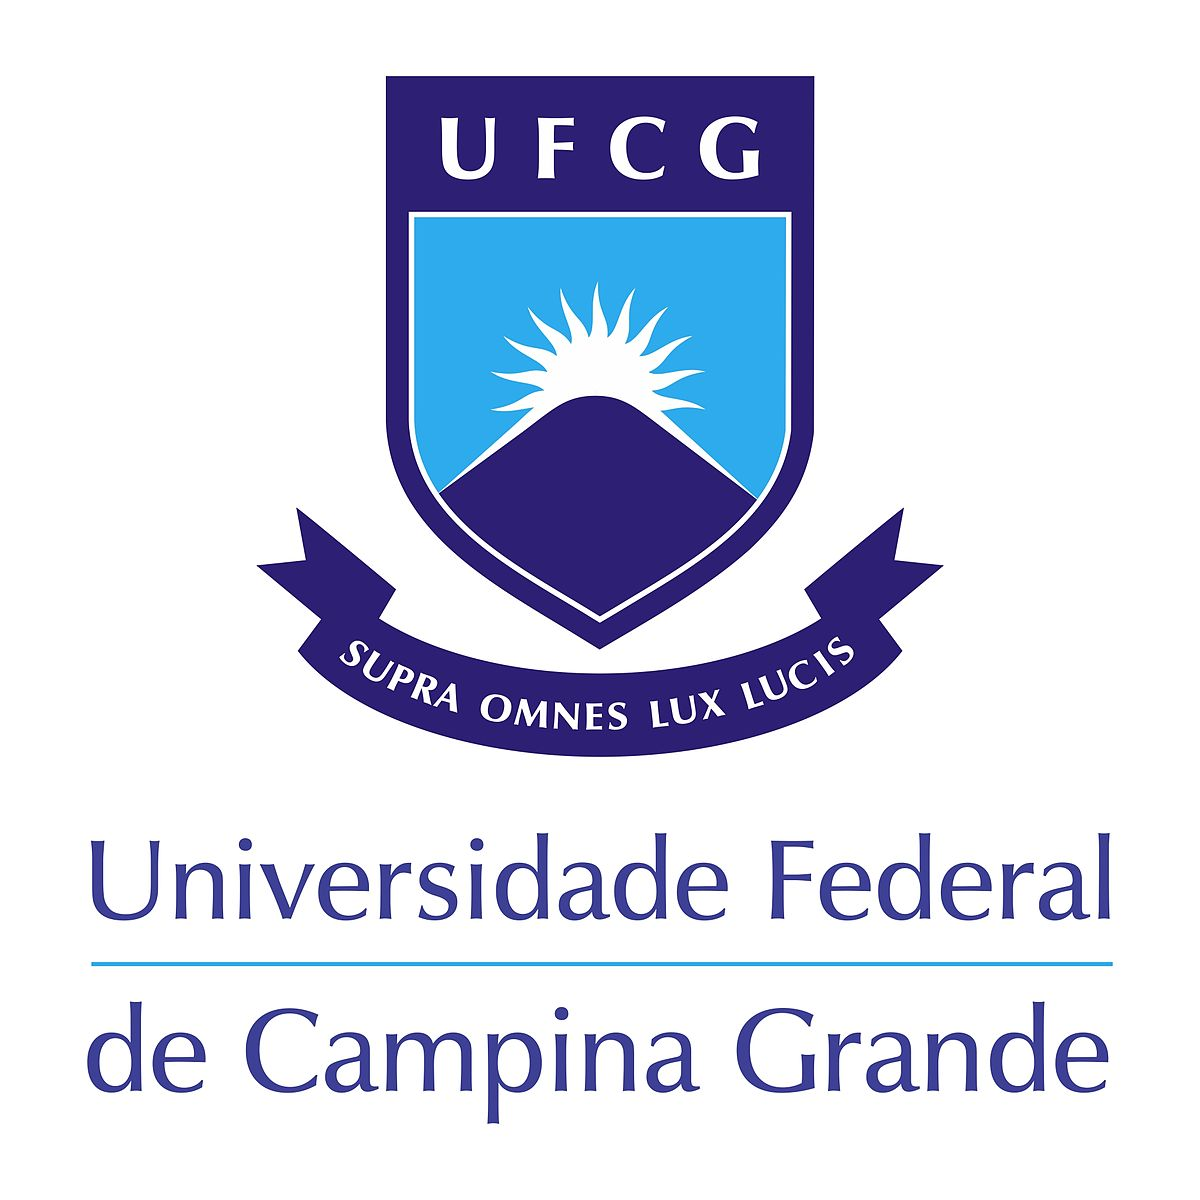 UFCG
SUPRA OMNES LUX LUCIS
Universidade Federal
de Campina Grande